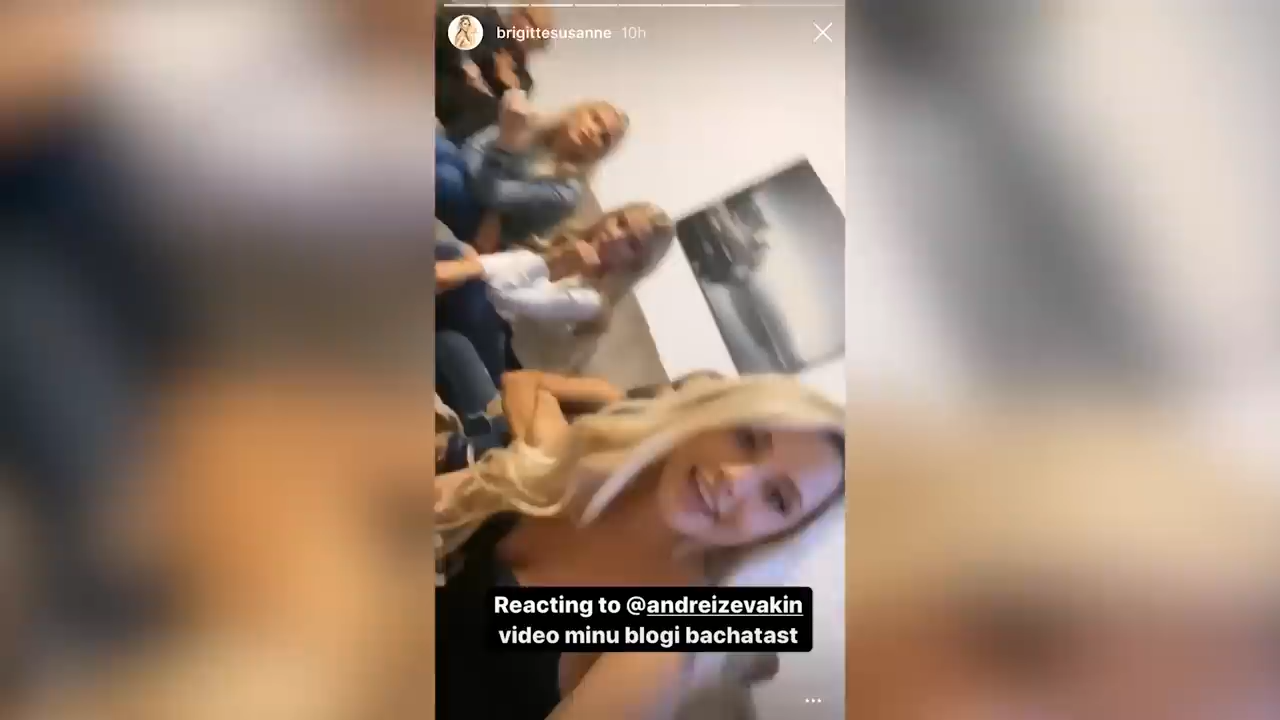 brigittesusanne 10h
Reacting to @andreizevakin
video minu blogi bachatast